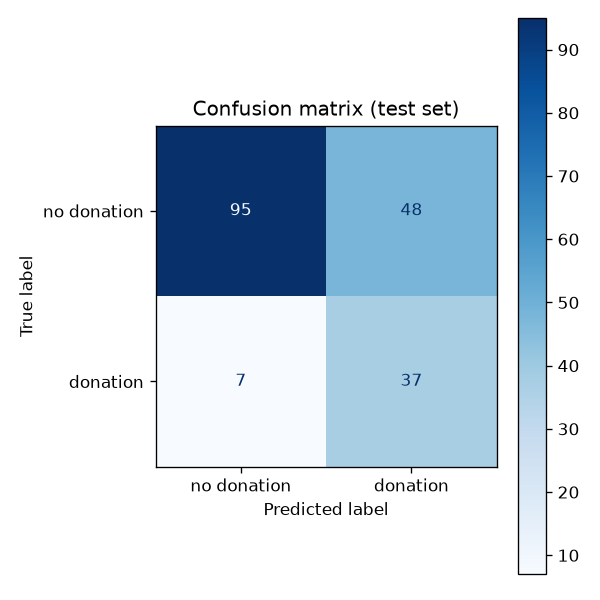 Confusion matrix (test set)
True label
no donation
donation
95
48
7
37
no donation
donation
Predicted label
90
80
70
60
50
40
30
20
10